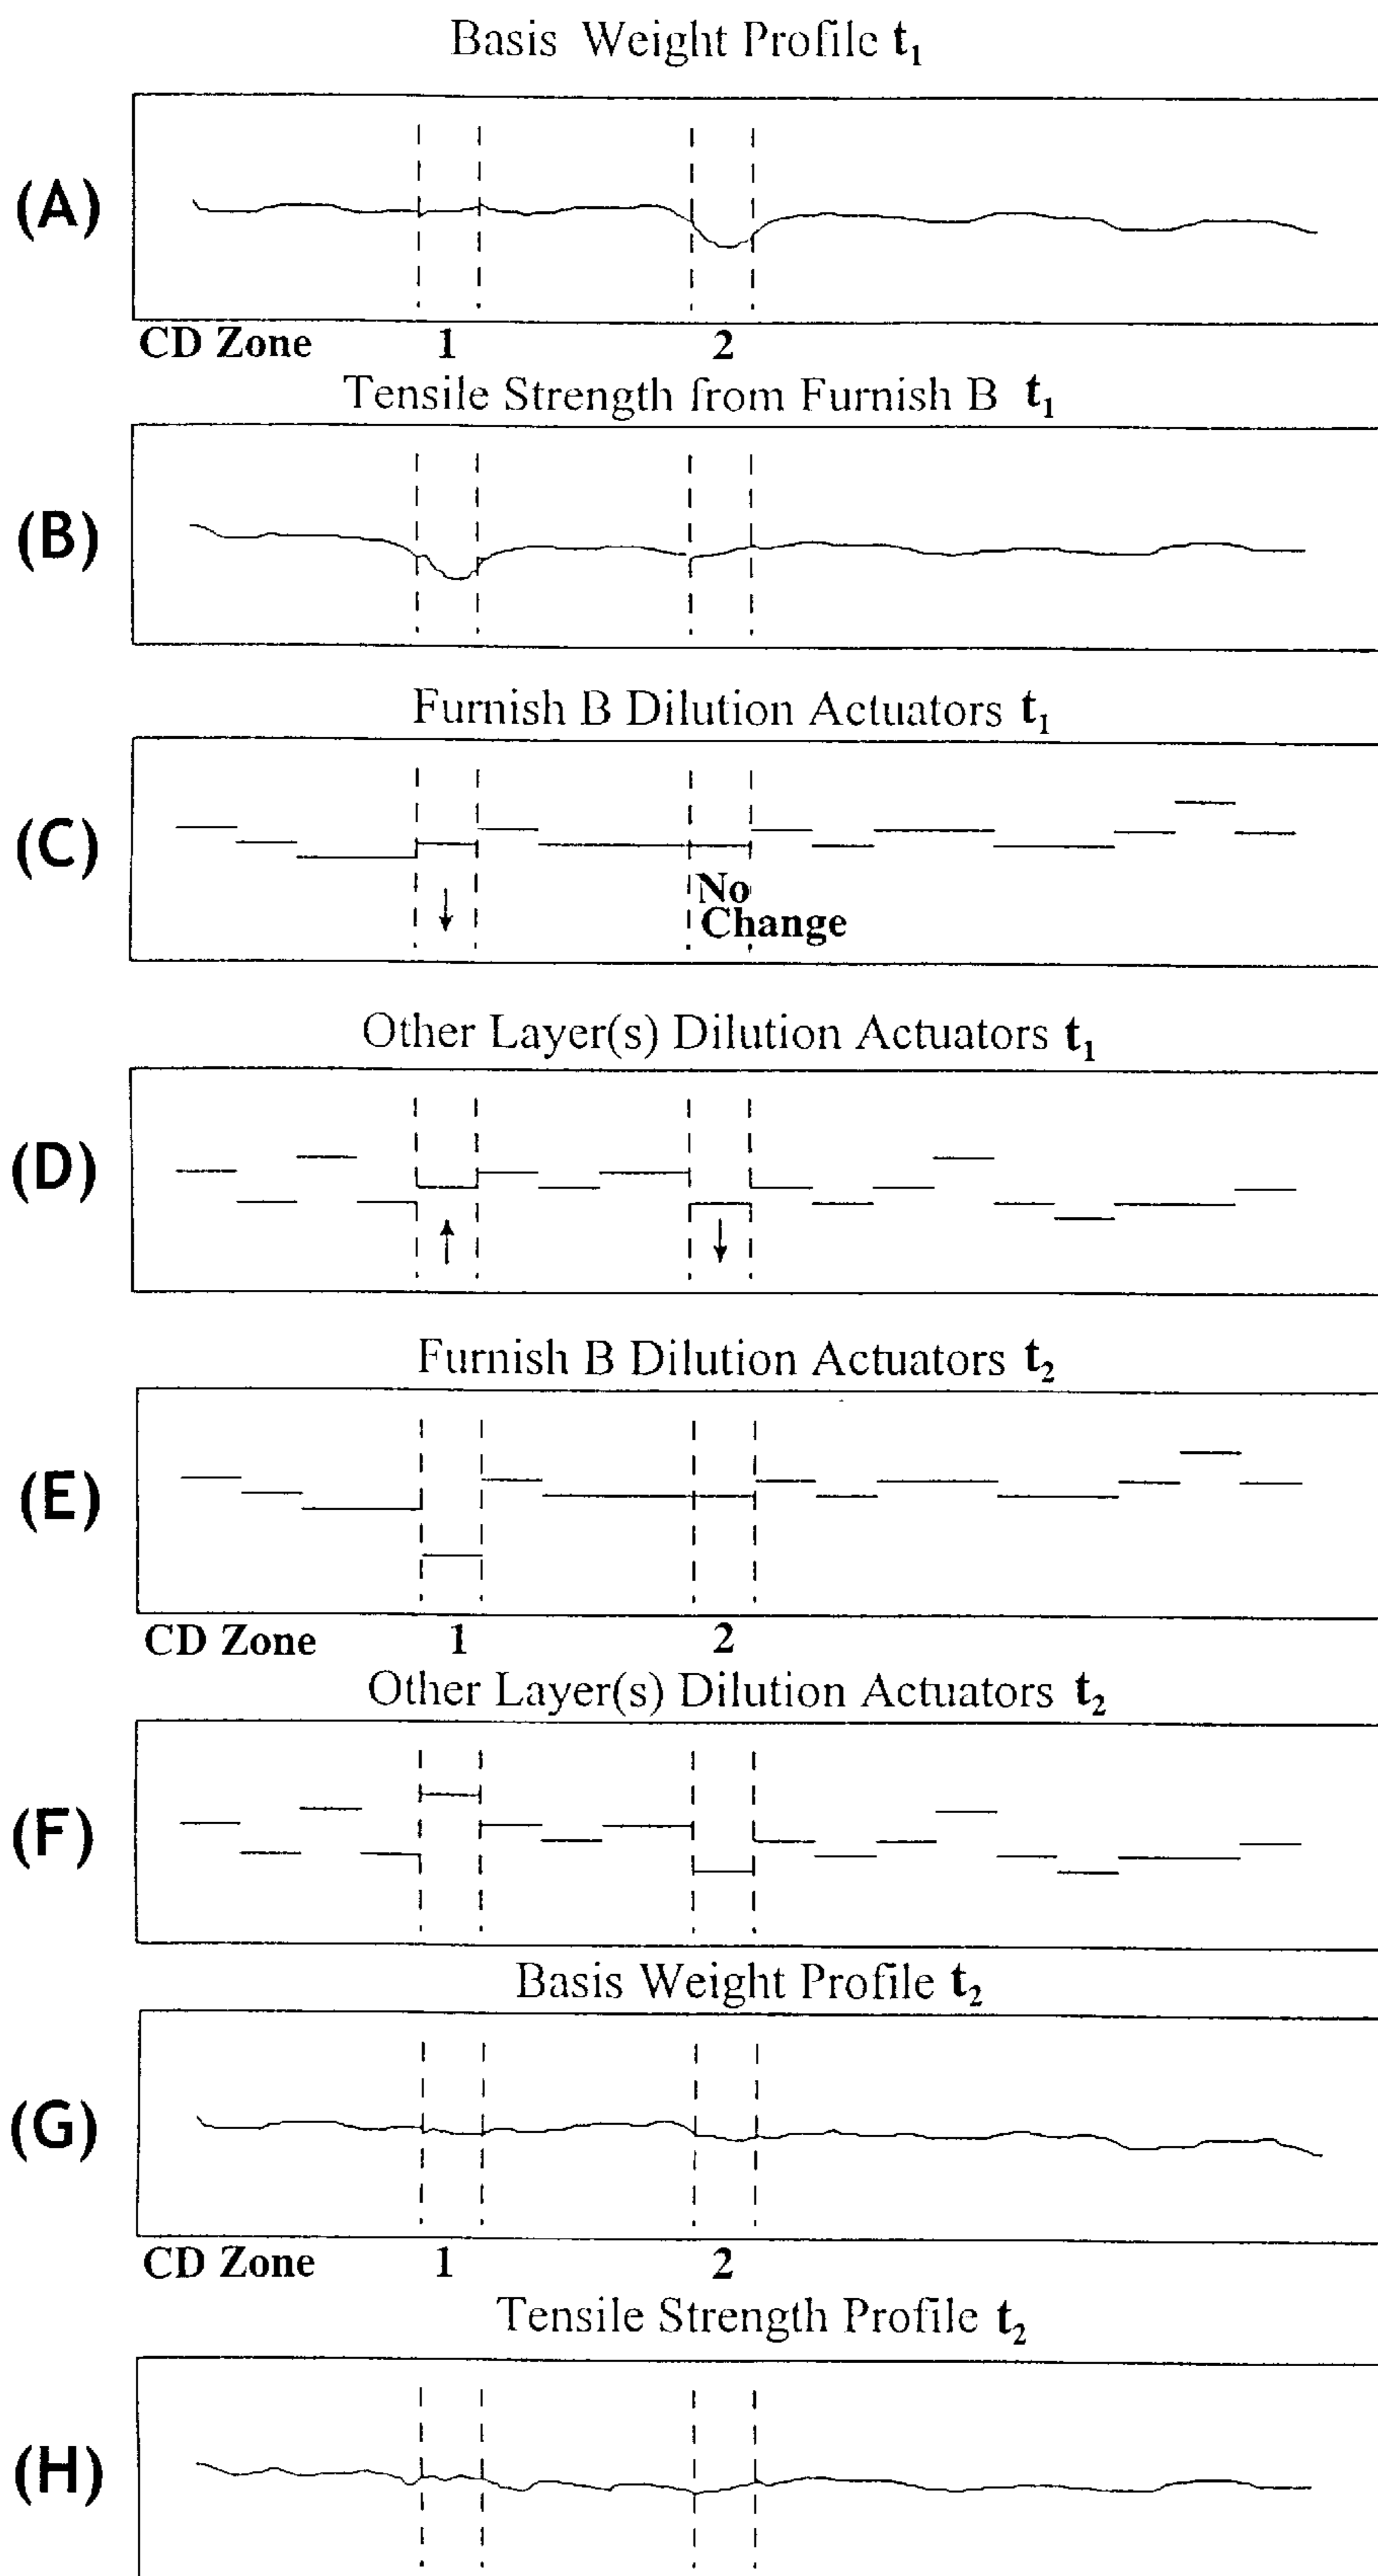 Basis Weight Profile t1
(A)
CD Zone 1 2
Tensile Strength from Furnish B t1
(B)
Furnish B Dilution Actuators t1
(C)
No
Change
Other Layer(s) Dilution Actuators t1
(D)
Furnish B Dilution Actuators t2
(E)
CD Zone 1 2
Other Layer(s) Dilution Actuators t2
(F)
Basis Weight Profile t2
(G)
CD Zone 1 2
Tensile Strength Profile t2
(H)